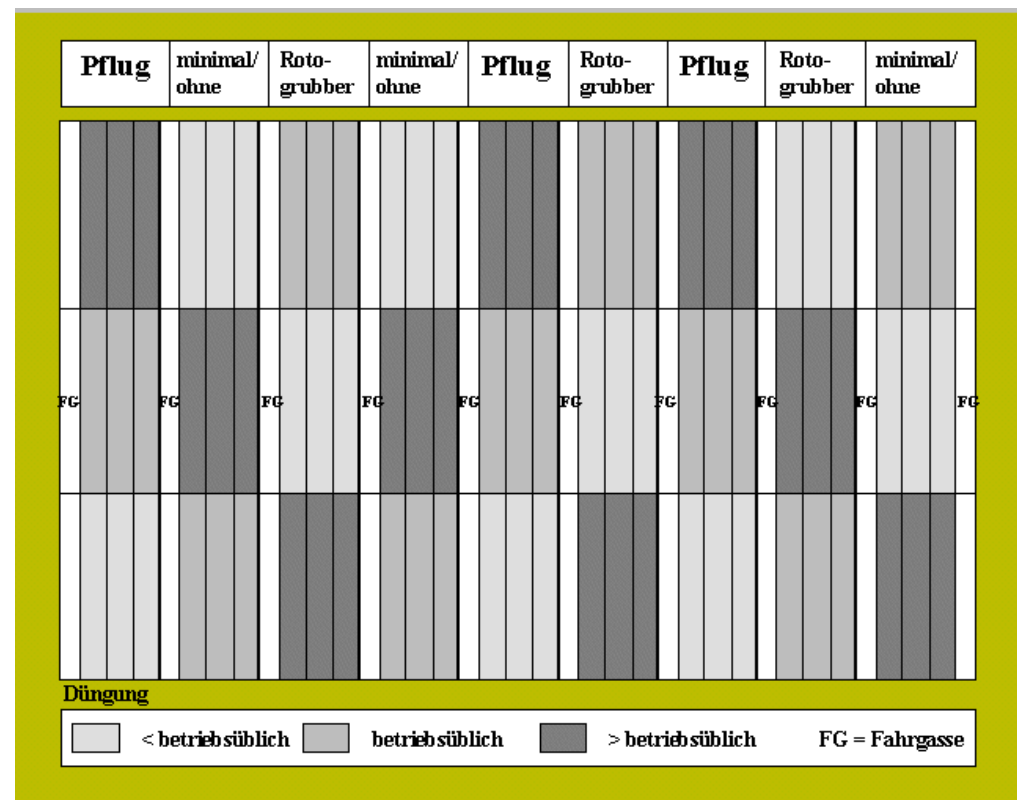 Pflug
minimal/
ohne
Roto-
grubber
minimal/
ohne
Pflug
Roto-
grubber
Pflug
Roto-
grubber
minimal/
ohne
FG FG FG FG FG FG FG FG FG FG
Düngung
< betriebsüblich betriebsüblich > betriebsüblich FG = Fahrgasse